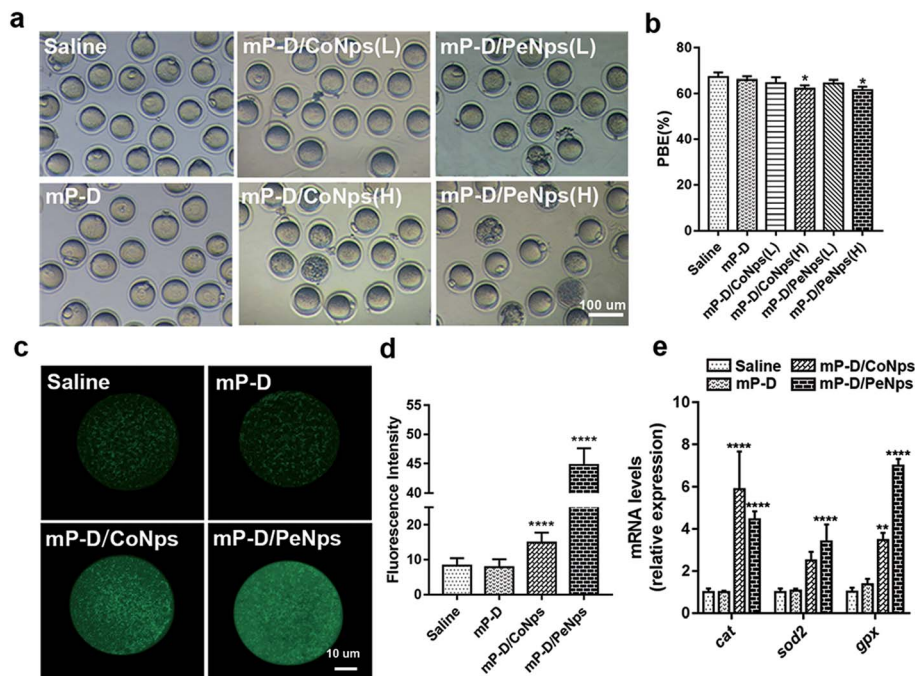 a
Saline
mP-D/CoNps(L)
mP-D/PeNps(L)
mP-D
mP-D/CoNps(H)
mP-D/PeNps(H)
100 um
b
PBE(%)
80
60
40
20
0
Saline
mP-D
mP-D/CoNps(L)
mP-D/CoNps(H)
mP-D/PeNps(L)
mP-D/PeNps(H)
*
*
c
Saline
mP-D
mP-D/CoNps
mP-D/PeNps
10 um
d
Fluorescence Intensity
55
50
45
40
20
10
0
****
****
Saline
mP-D
mP-D/CoNps
mP-D/PeNps
e
Saline
mP-D
mP-D/CoNps
mP-D/PeNps
mRNA levels
(relative expression)
10
8
6
4
2
0
****
****
****
**
****
cat
sod2
gpx